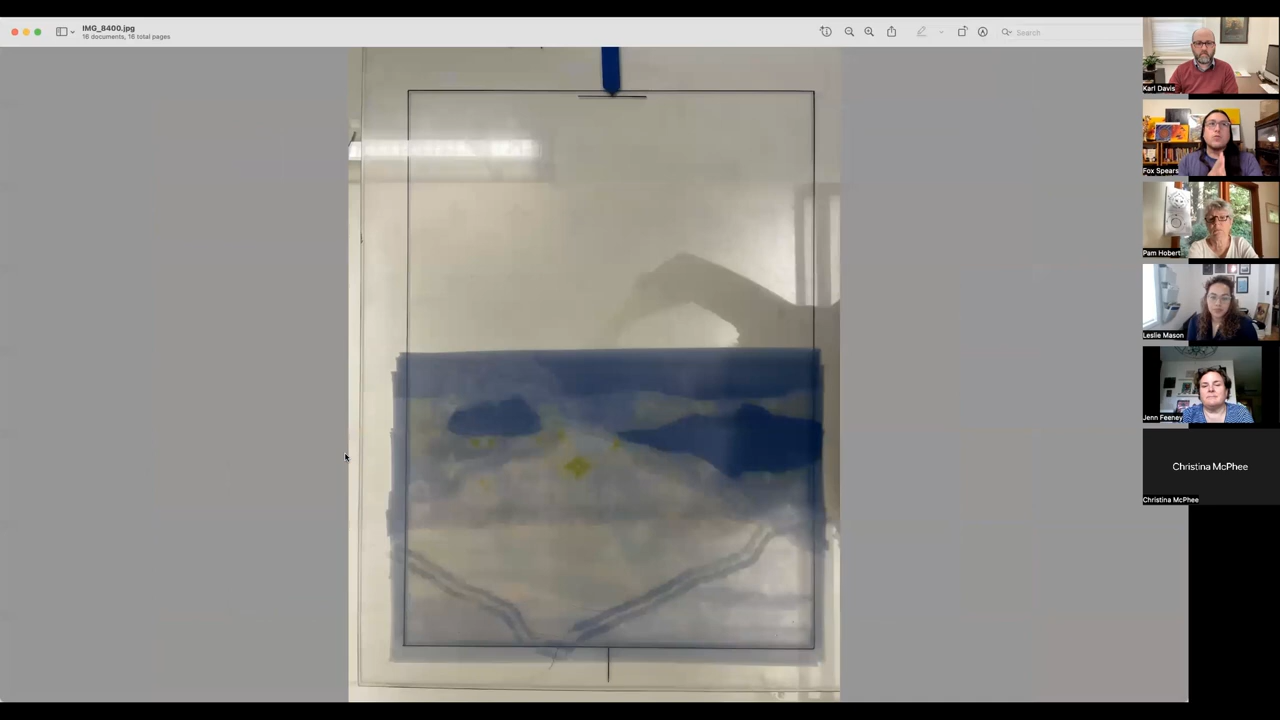 IMG_8400.jpg
16 documents, 16 total pages
Search
Karl Davis
Fox Spears
Pam Hobert
Leslie Mason
Jenn Feeney
Christina McPhee
Christina McPhee